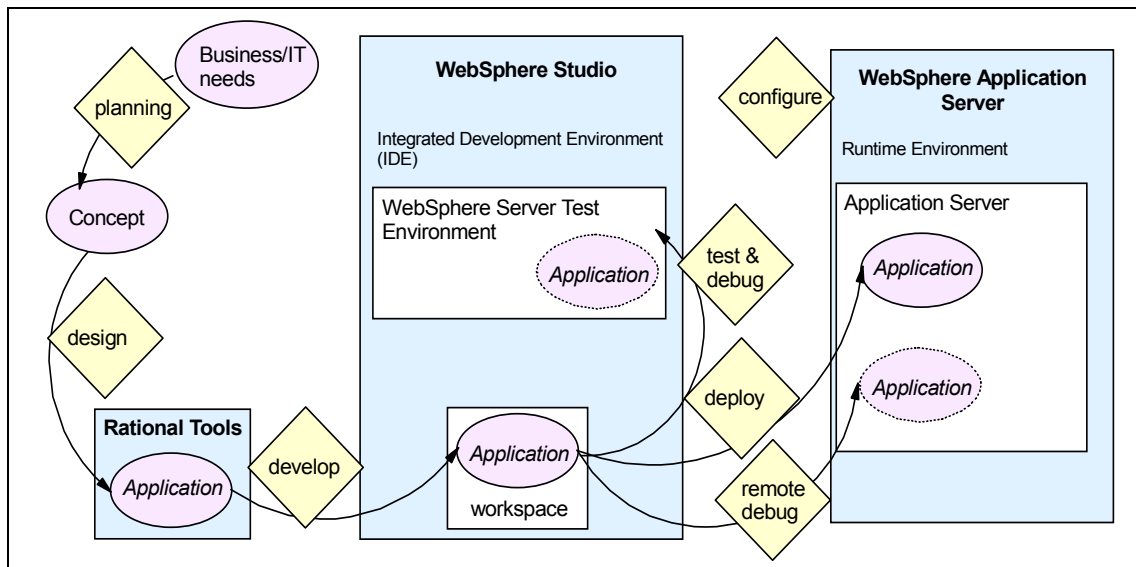 Business/IT
needs
planning
Concept
design
Rational Tools
Application
develop
WebSphere Studio
Integrated Development Environment
(IDE)
WebSphere Server Test
Environment
Application
Application
workspace
configure
test &
debug
deploy
remote
debug
WebSphere Application
Server
Runtime Environment
Application Server
Application
Application